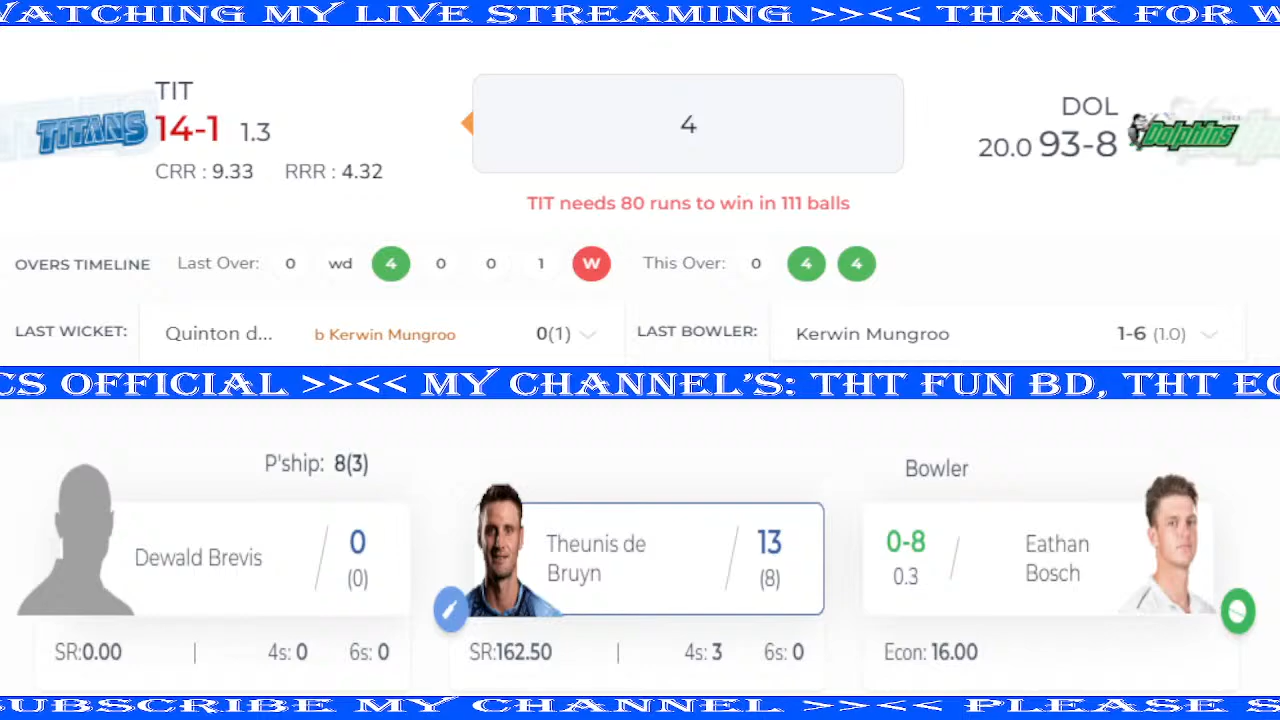 WATCHING MY LIVE STREAMING >><< THANK FOR W
TIT
14-1 1.3
CRR : 9.33 RRR : 4.32
TITANS
4
TIT needs 80 runs to win in 111 balls
DOL
20.0 93-8
Dolphins
OVERS TIMELINE Last Over: 0 wd 4 0 0 1 W This Over: 0 4 4
LAST WICKET: Quinton d... b Kerwin Mungroo 0(1) LAST BOWLER: Kerwin Mungroo 1-6 (1.0)
CS OFFICIAL >><< MY CHANNEL'S: THT FUN BD, THT EC
P'ship: 8(3)
Dewald Brevis 0
(0)
SR:0.00 | 4s: 0 6s: 0
Theunis de
Bruyn
13
(8)
SR:162.50 | 4s: 3 6s: 0
Bowler
0-8
0.3
Eathan
Bosch
Econ: 16.00
SUBSCRIBE MY CHANNEL >><< PLEASE S